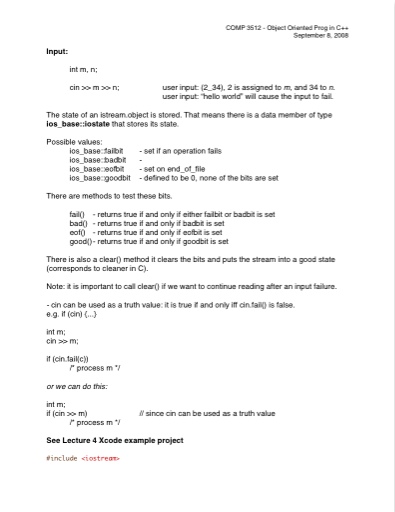 COMP 3512 - Object Oriented Prog in C++
September 8, 2008
Input:
int m, n;
cin >> m >> n; user input: (2_34), 2 is assigned to m, and 34 to n.
user input: "hello world" will cause the input to fail.
The state of an istream.object is stored. That means there is a data member of type
ios_base::iostate that stores its state.
Possible values:
ios_base::failbit - set if an operation fails
ios_base::badbit -
ios_base::eofbit - set on end_of_file
ios_base::goodbit - defined to be 0, none of the bits are set
There are methods to test these bits.
fail() - returns true if and only if either failbit or badbit is set
bad() - returns true if and only if badbit is set
eof() - returns true if and only if eofbit is set
good() - returns true if and only if goodbit is set
There is also a clear() method it clears the bits and puts the stream into a good state
(corresponds to cleaner in C).
Note: it is important to call clear() if we want to continue reading after an input failure.
- cin can be used as a truth value: it is true if and only iff cin.fail() is false.
e.g. if (cin) {...}
int m;
cin >> m;
if (cin.fail(c))
/* process m */
or we can do this:
int m;
if (cin >> m) // since cin can be used as a truth value
/* process m */
See Lecture 4 Xcode example project
#include <iostream>